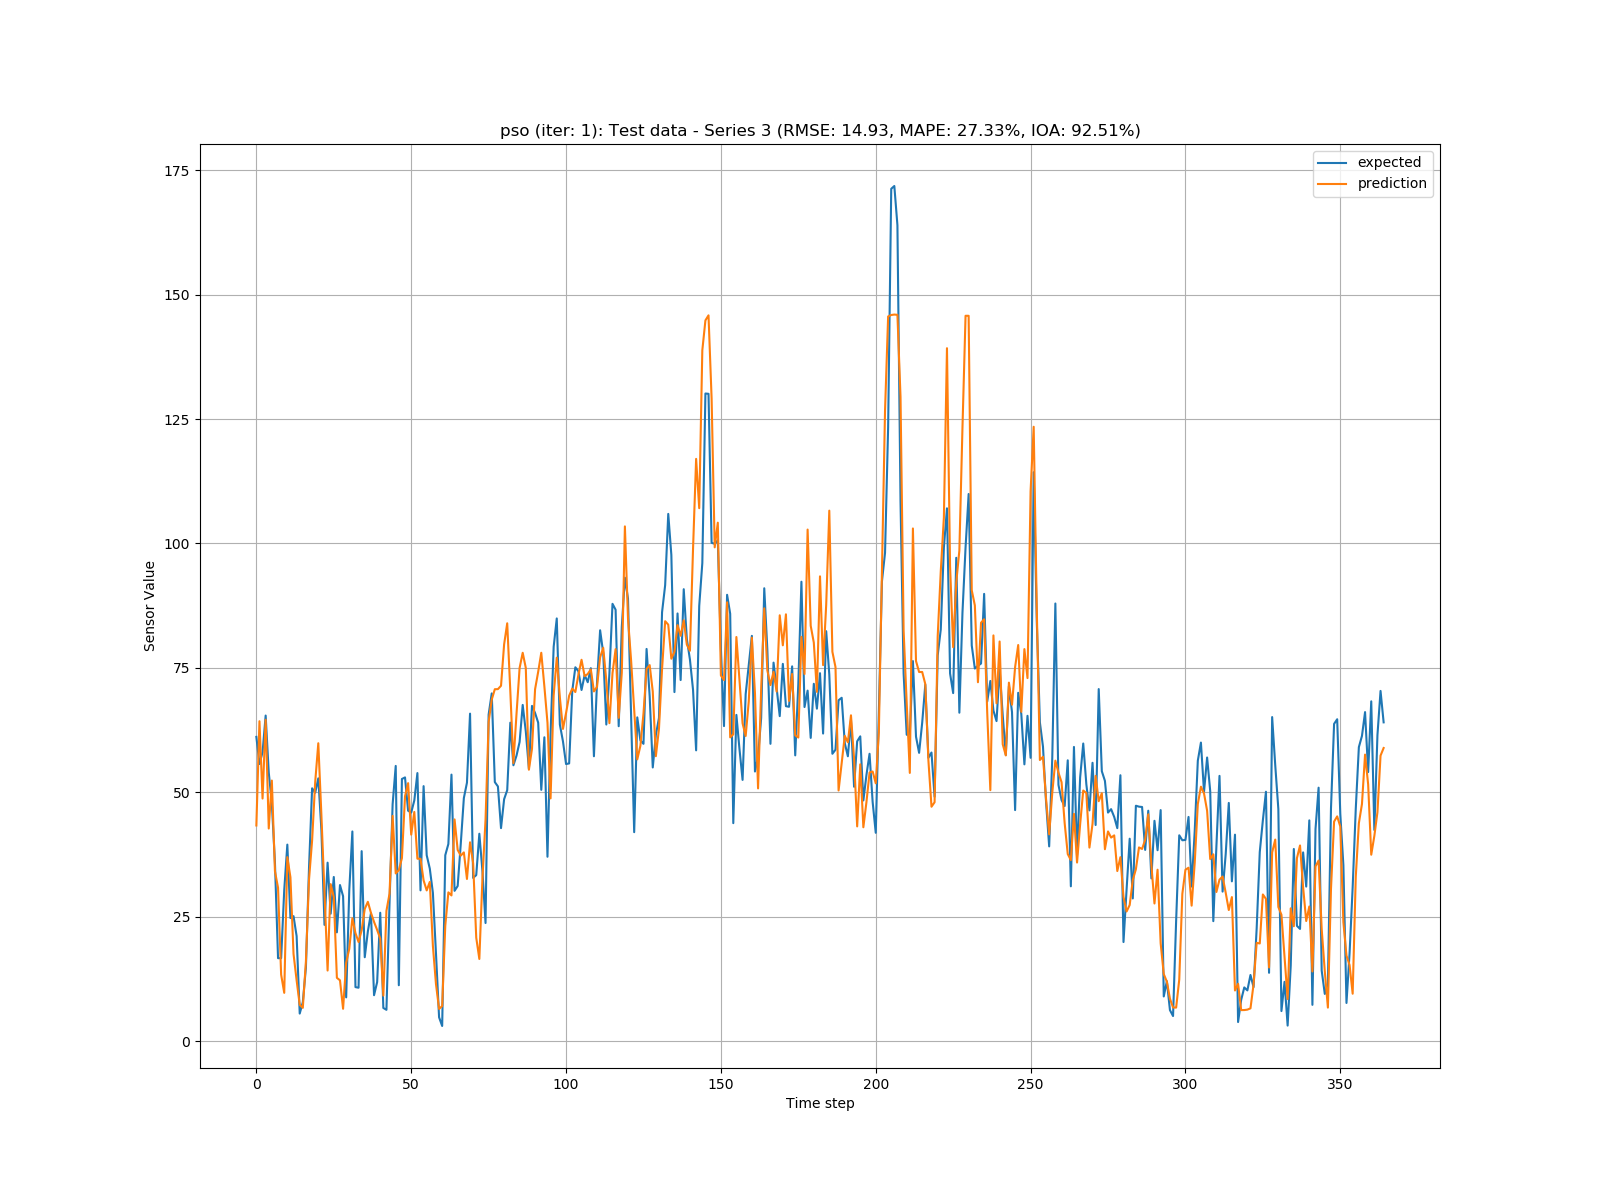 pso (iter: 1): Test data - Series 3 (RMSE: 14.93, MAPE: 27.33%, IOA: 92.51%)
expected
prediction
175
150
125
100
75
50
25
0
Sensor Value
0 50 100 150 200 250 300 350
Time step